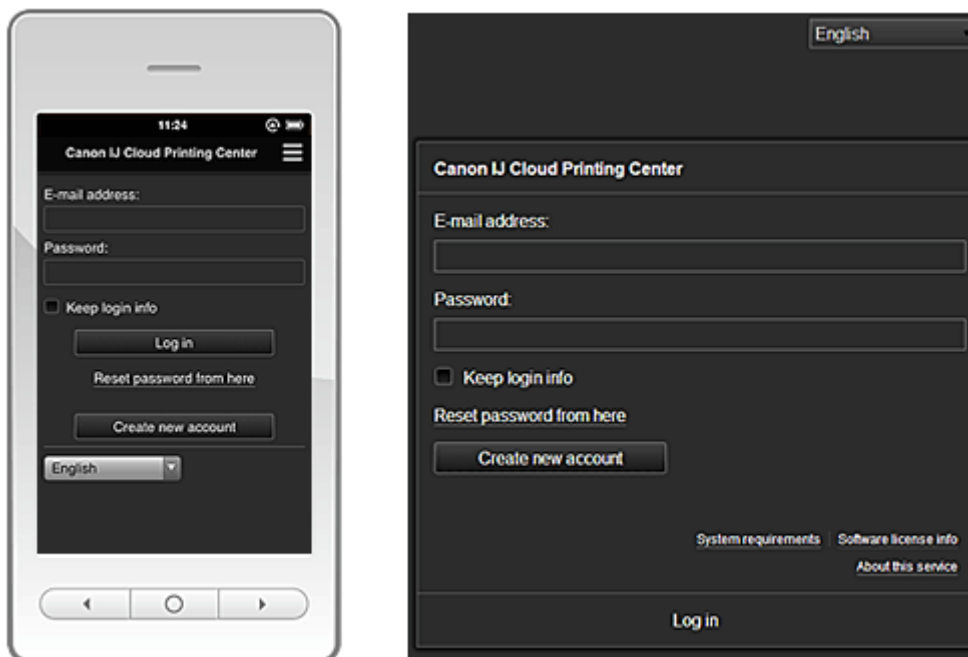 11:24
Canon IJ Cloud Printing Center
E-mail address:
Password:
Keep login info
Log in
Reset password from here
Create new account
English
English
Canon IJ Cloud Printing Center
E-mail address:
Password:
Keep login info
Reset password from here
Create new account
System requirements
Software license info
About this service
Log in